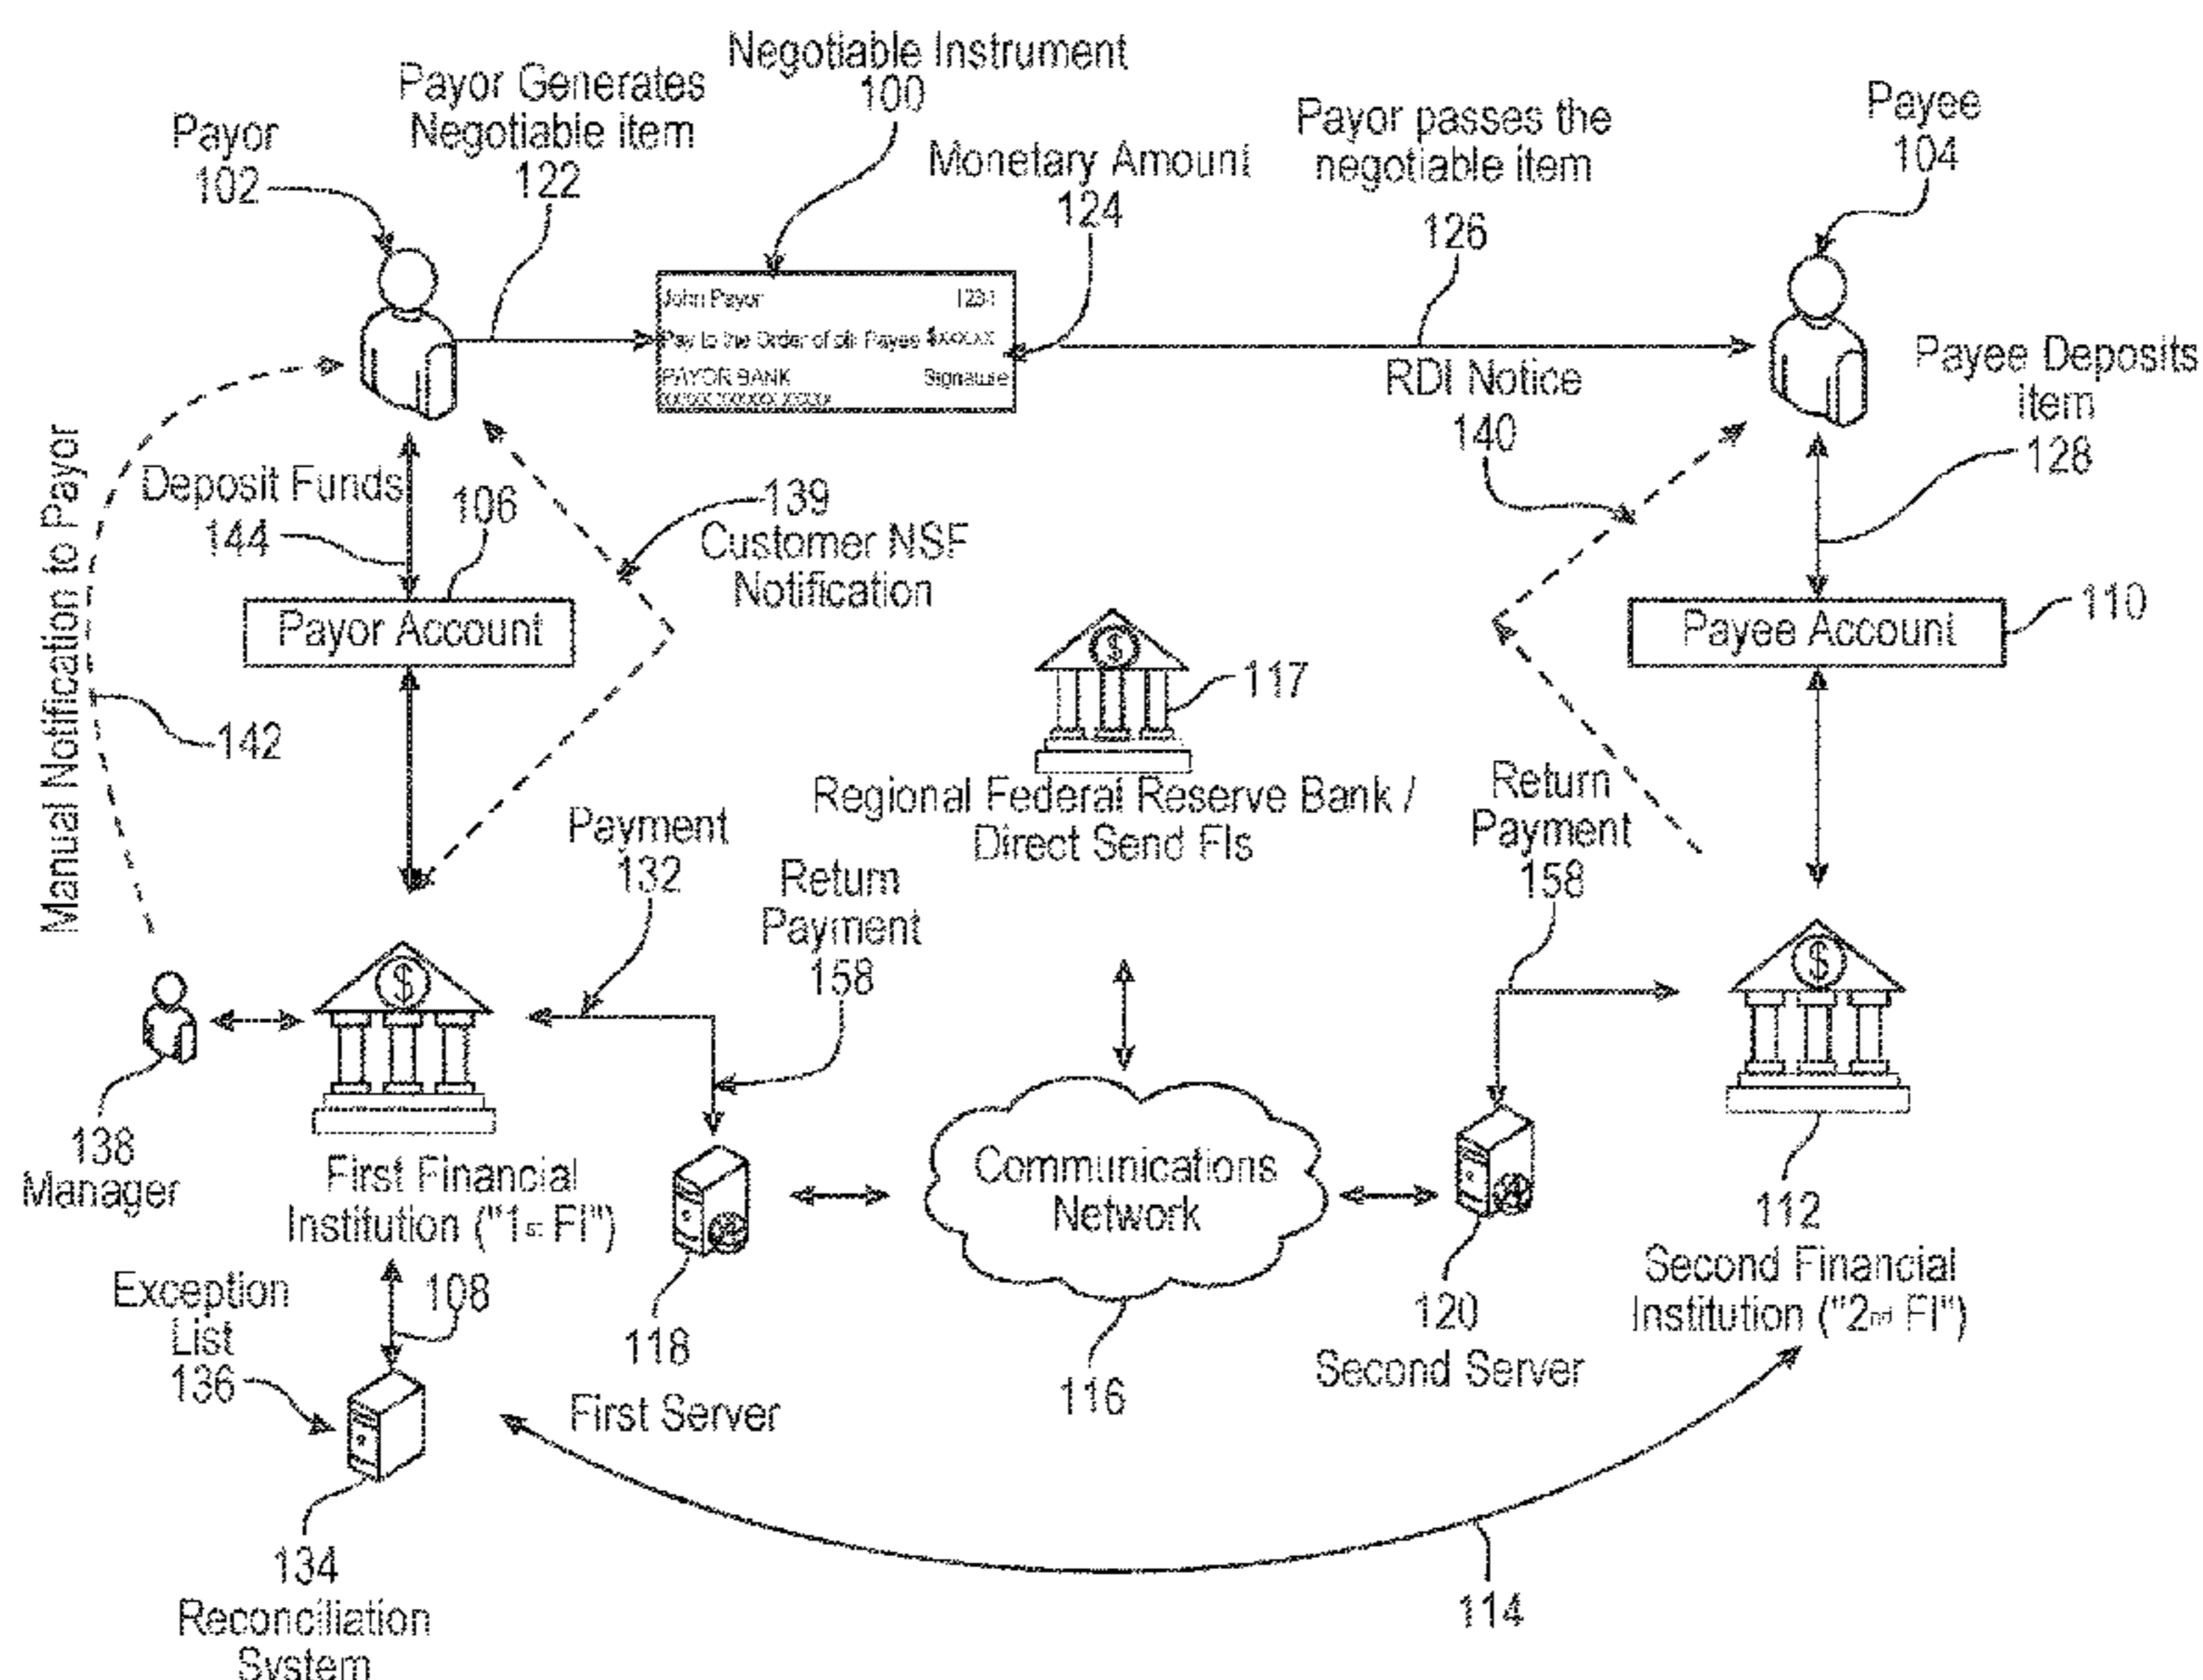 Negotiable Instrument
100
Payor Generates
Negotiable item
122
Payor
102
Monetary Amount
124
Payor passes the
negotiable item
126
Payee
104
John Payor 1234
Pay to the Order of Payee $XXXXX
PAYOR BANK Signature
RDI Notice
140
Payee Deposits
item
128
Manual Notification to Payor
142
Deposit Funds
144
106
139
Customer NSF
Notification
Payor Account
Payee Account
110
117
Regional Federal Reserve Bank /
Direct Send FIs
Payment
132
Return
Payment
158
Return
Payment
158
138
Manager
First Financial
Institution ("1st FI")
108
Exception
List
136
118
First Server
Communications
Network
116
120
Second Server
112
Second Financial
Institution ("2nd FI")
134
Reconciliation
System
114